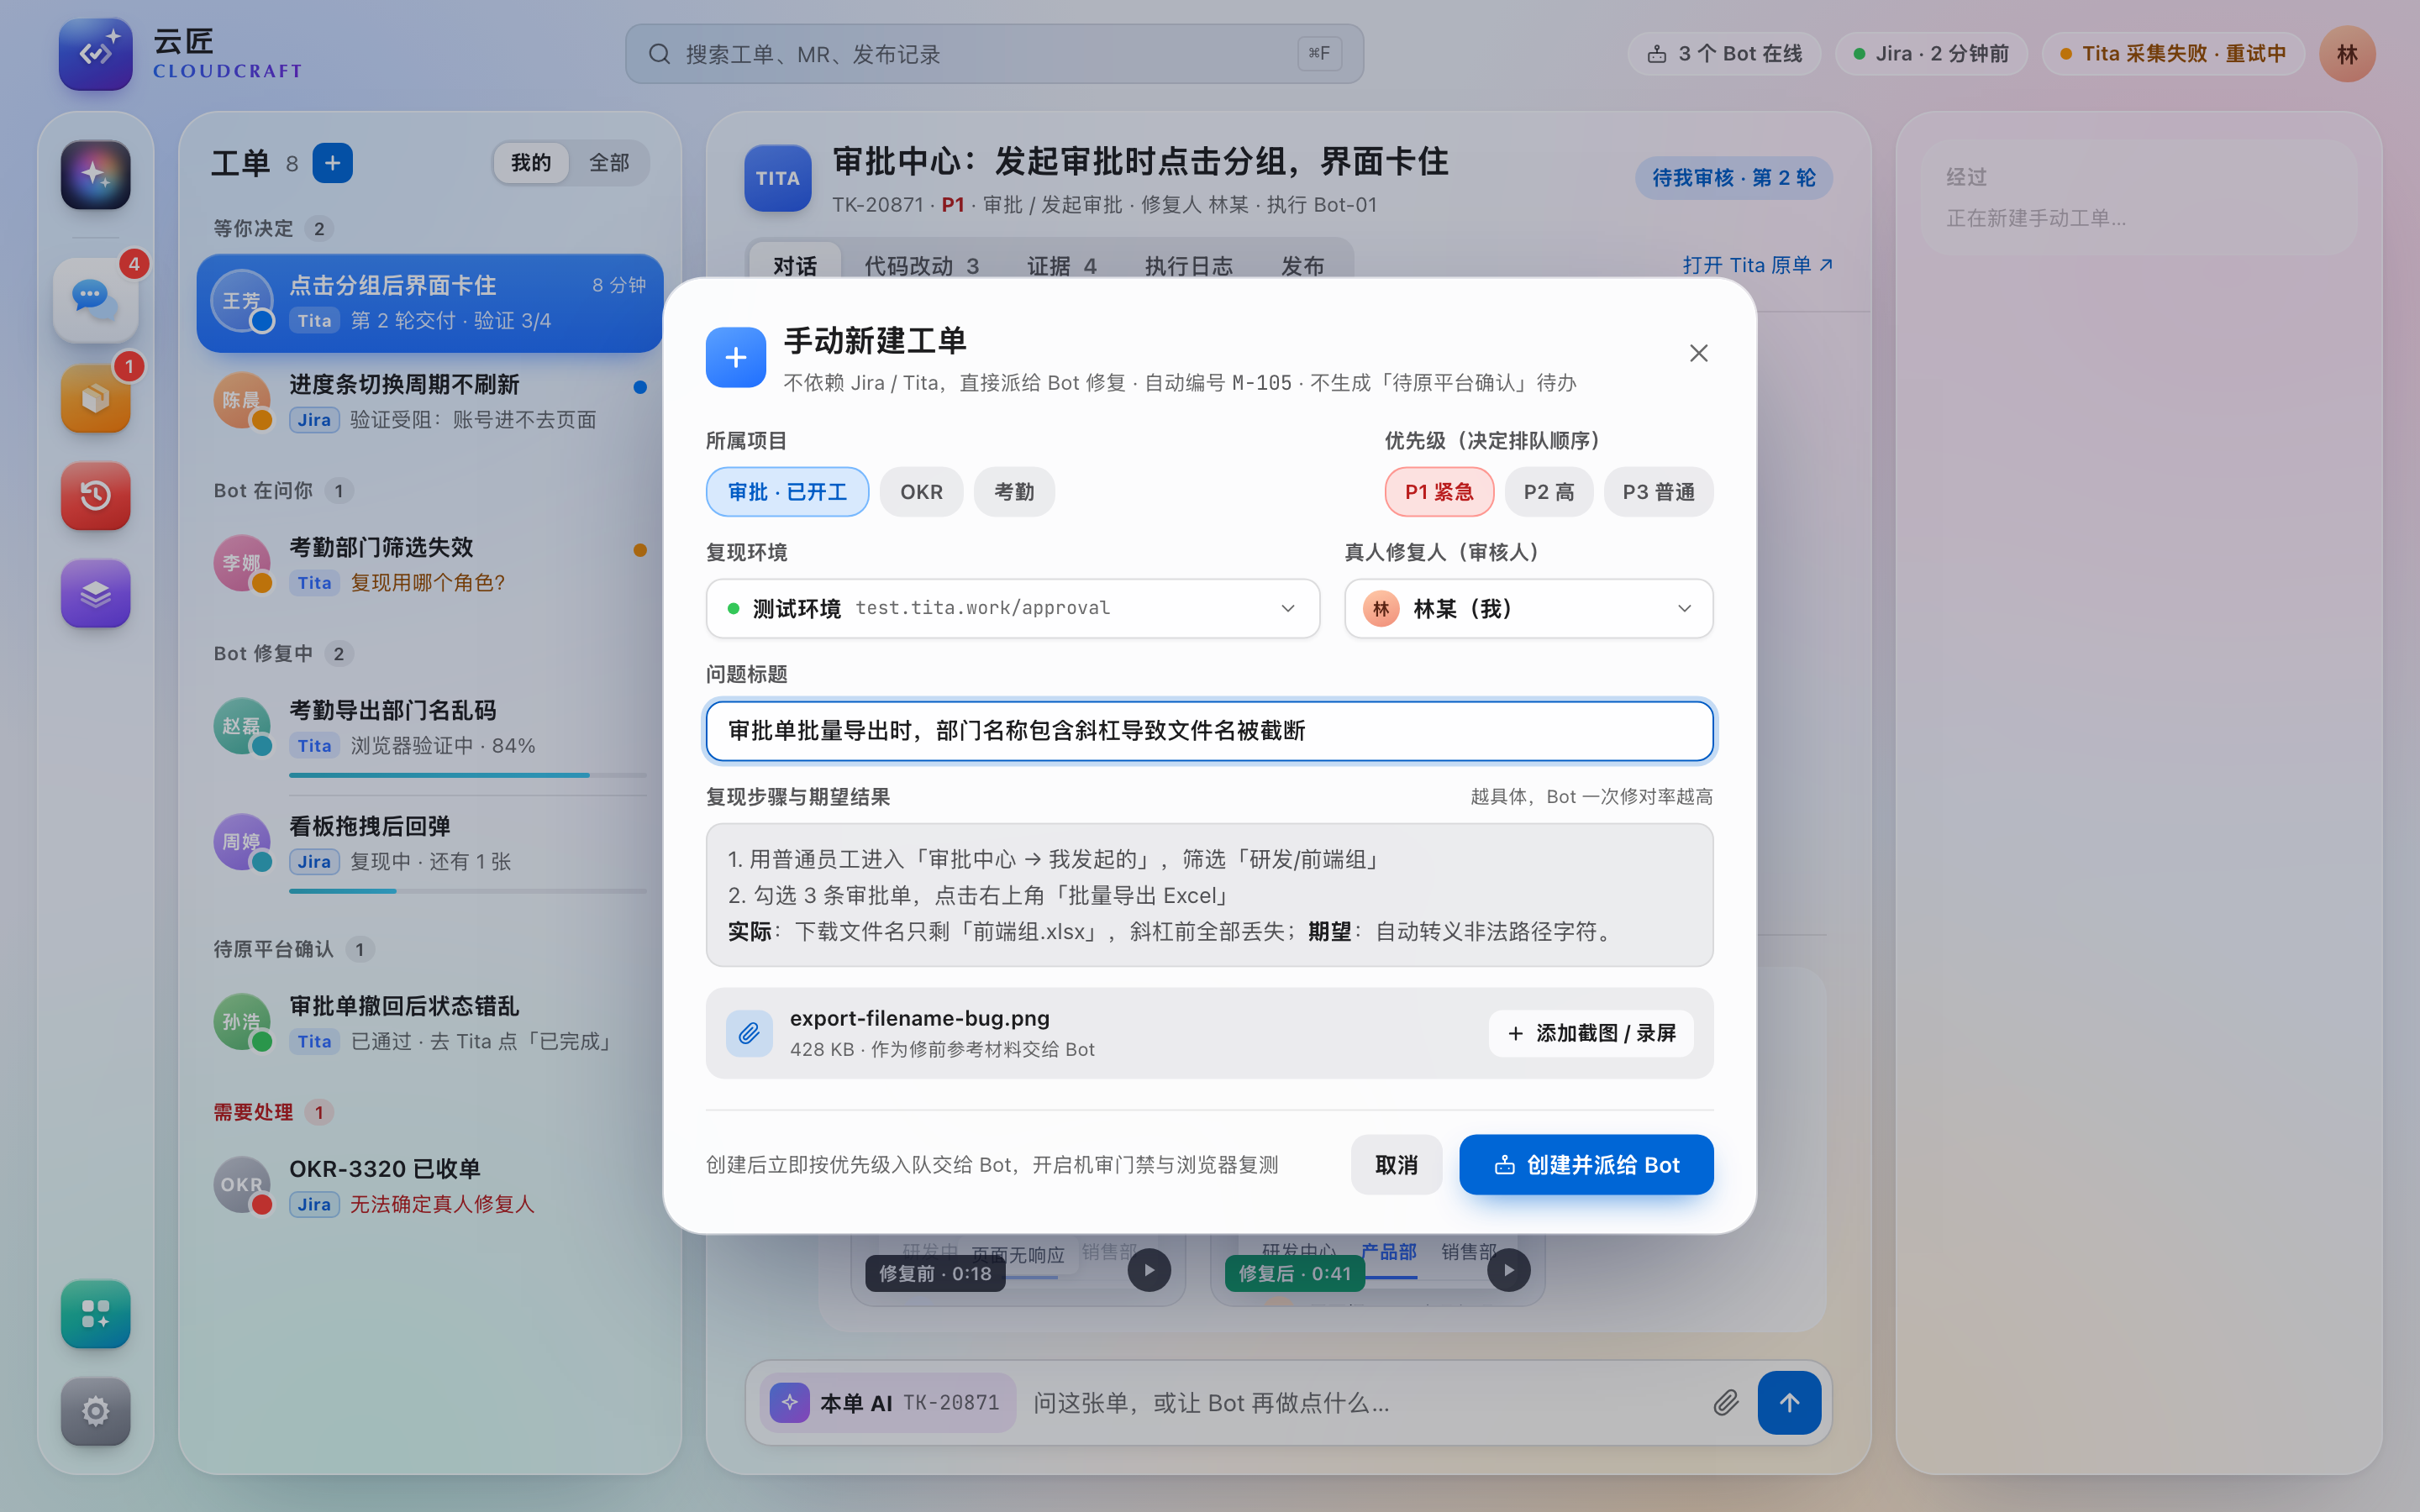 云匠
CLOUDCRAFT
搜索工单、MR、发布记录
⌘F
3 个 Bot 在线
Jira · 2 分钟前
Tita 采集失败 · 重试中
林
4
1
工单 8
我的
全部
等你决定 2
王芳
点击分组后界面卡住
8 分钟
Tita 第 2 轮交付 · 验证 3/4
陈晨
进度条切换周期不刷新
Jira 验证受阻：账号进不去页面
Bot 在问你 1
李娜
考勤部门筛选失效
Tita 复现用哪个角色？
Bot 修复中 2
赵磊
考勤导出部门名乱码
Tita 浏览器验证中 · 84%
周婷
看板拖拽后回弹
Jira 复现中 · 还有 1 张
待原平台确认 1
孙浩
审批单撤回后状态错乱
Tita 已通过 · 去 Tita 点「已完成」
需要处理 1
OKR
OKR-3320 已收单
Jira 无法确定真人修复人
TITA
审批中心：发起审批时点击分组，界面卡住
TK-20871 · P1 · 审批 / 发起审批 · 修复人 林某 · 执行 Bot-01
待我审核 · 第 2 轮
对话
代码改动 3
证据 4
执行日志
发布
打开 Tita 原单 ↗
手动新建工单
不依赖 Jira / Tita，直接派给 Bot 修复 · 自动编号 M-105 · 不生成「待原平台确认」待办
所属项目
审批 · 已开工
OKR
考勤
优先级（决定排队顺序）
P1 紧急
P2 高
P3 普通
复现环境
测试环境 test.tita.work/approval
真人修复人（审核人）
林 林某（我）
问题标题
审批单批量导出时，部门名称包含斜杠导致文件名被截断
复现步骤与期望结果
越具体，Bot 一次修对率越高
1. 用普通员工进入「审批中心 → 我发起的」，筛选「研发/前端组」
2. 勾选 3 条审批单，点击右上角「批量导出 Excel」
实际：下载文件名只剩「前端组.xlsx」，斜杠前全部丢失；期望：自动转义非法路径字符。
export-filename-bug.png
428 KB · 作为修前参考材料交给 Bot
+ 添加截图 / 录屏
创建后立即按优先级入队交给 Bot，开启机审门禁与浏览器复测
取消
创建并派给 Bot
研发中
页面无响应
销售部
修复前 · 0:18
研发中心
产品部
销售部
修复后 · 0:41
本单 AI TK-20871
问这张单，或让 Bot 再做点什么...
经过
正在新建手动工单...